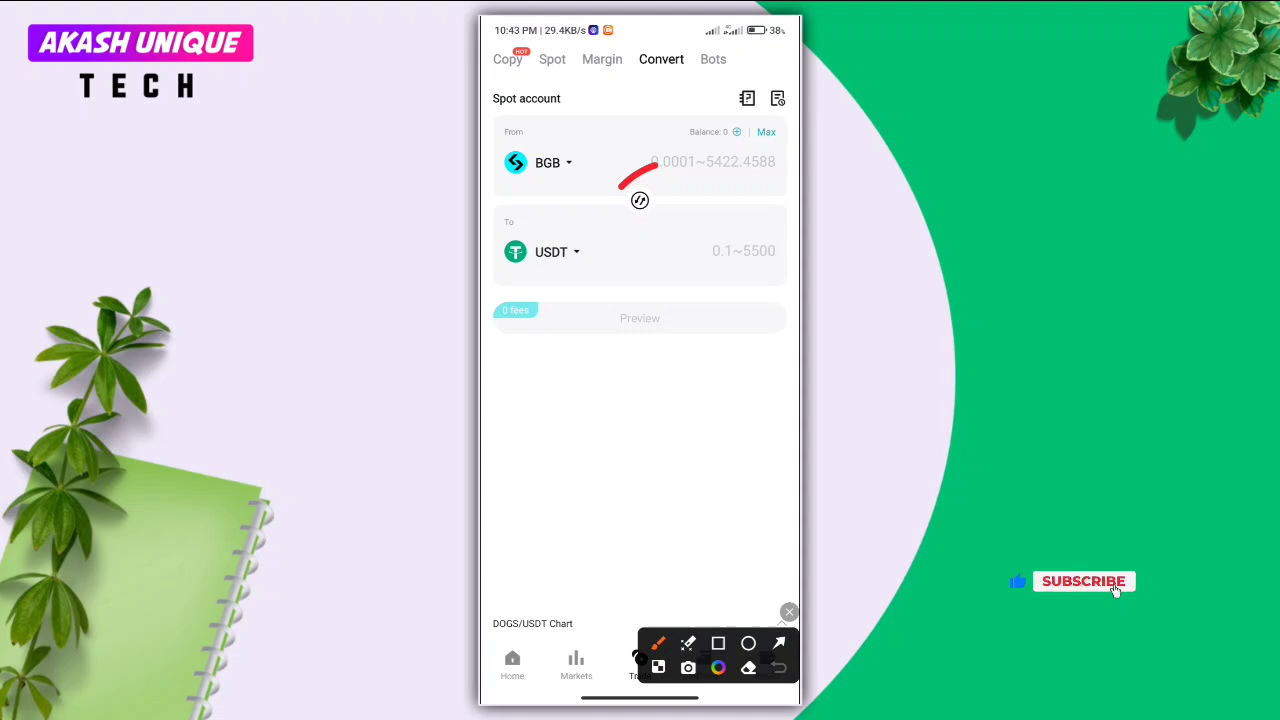 AKASH UNIQUE
TECH
10:43 PM | 29.4KB/s
4G
38%
Copy HOT Spot Margin Convert Bots
Spot account
From Balance: 0 | Max
BGB 0.0001~5422.4588
To
USDT 0.1~5500
0 fees
Preview
SUBSCRIBE
DOGS/USDT Chart
Home Markets